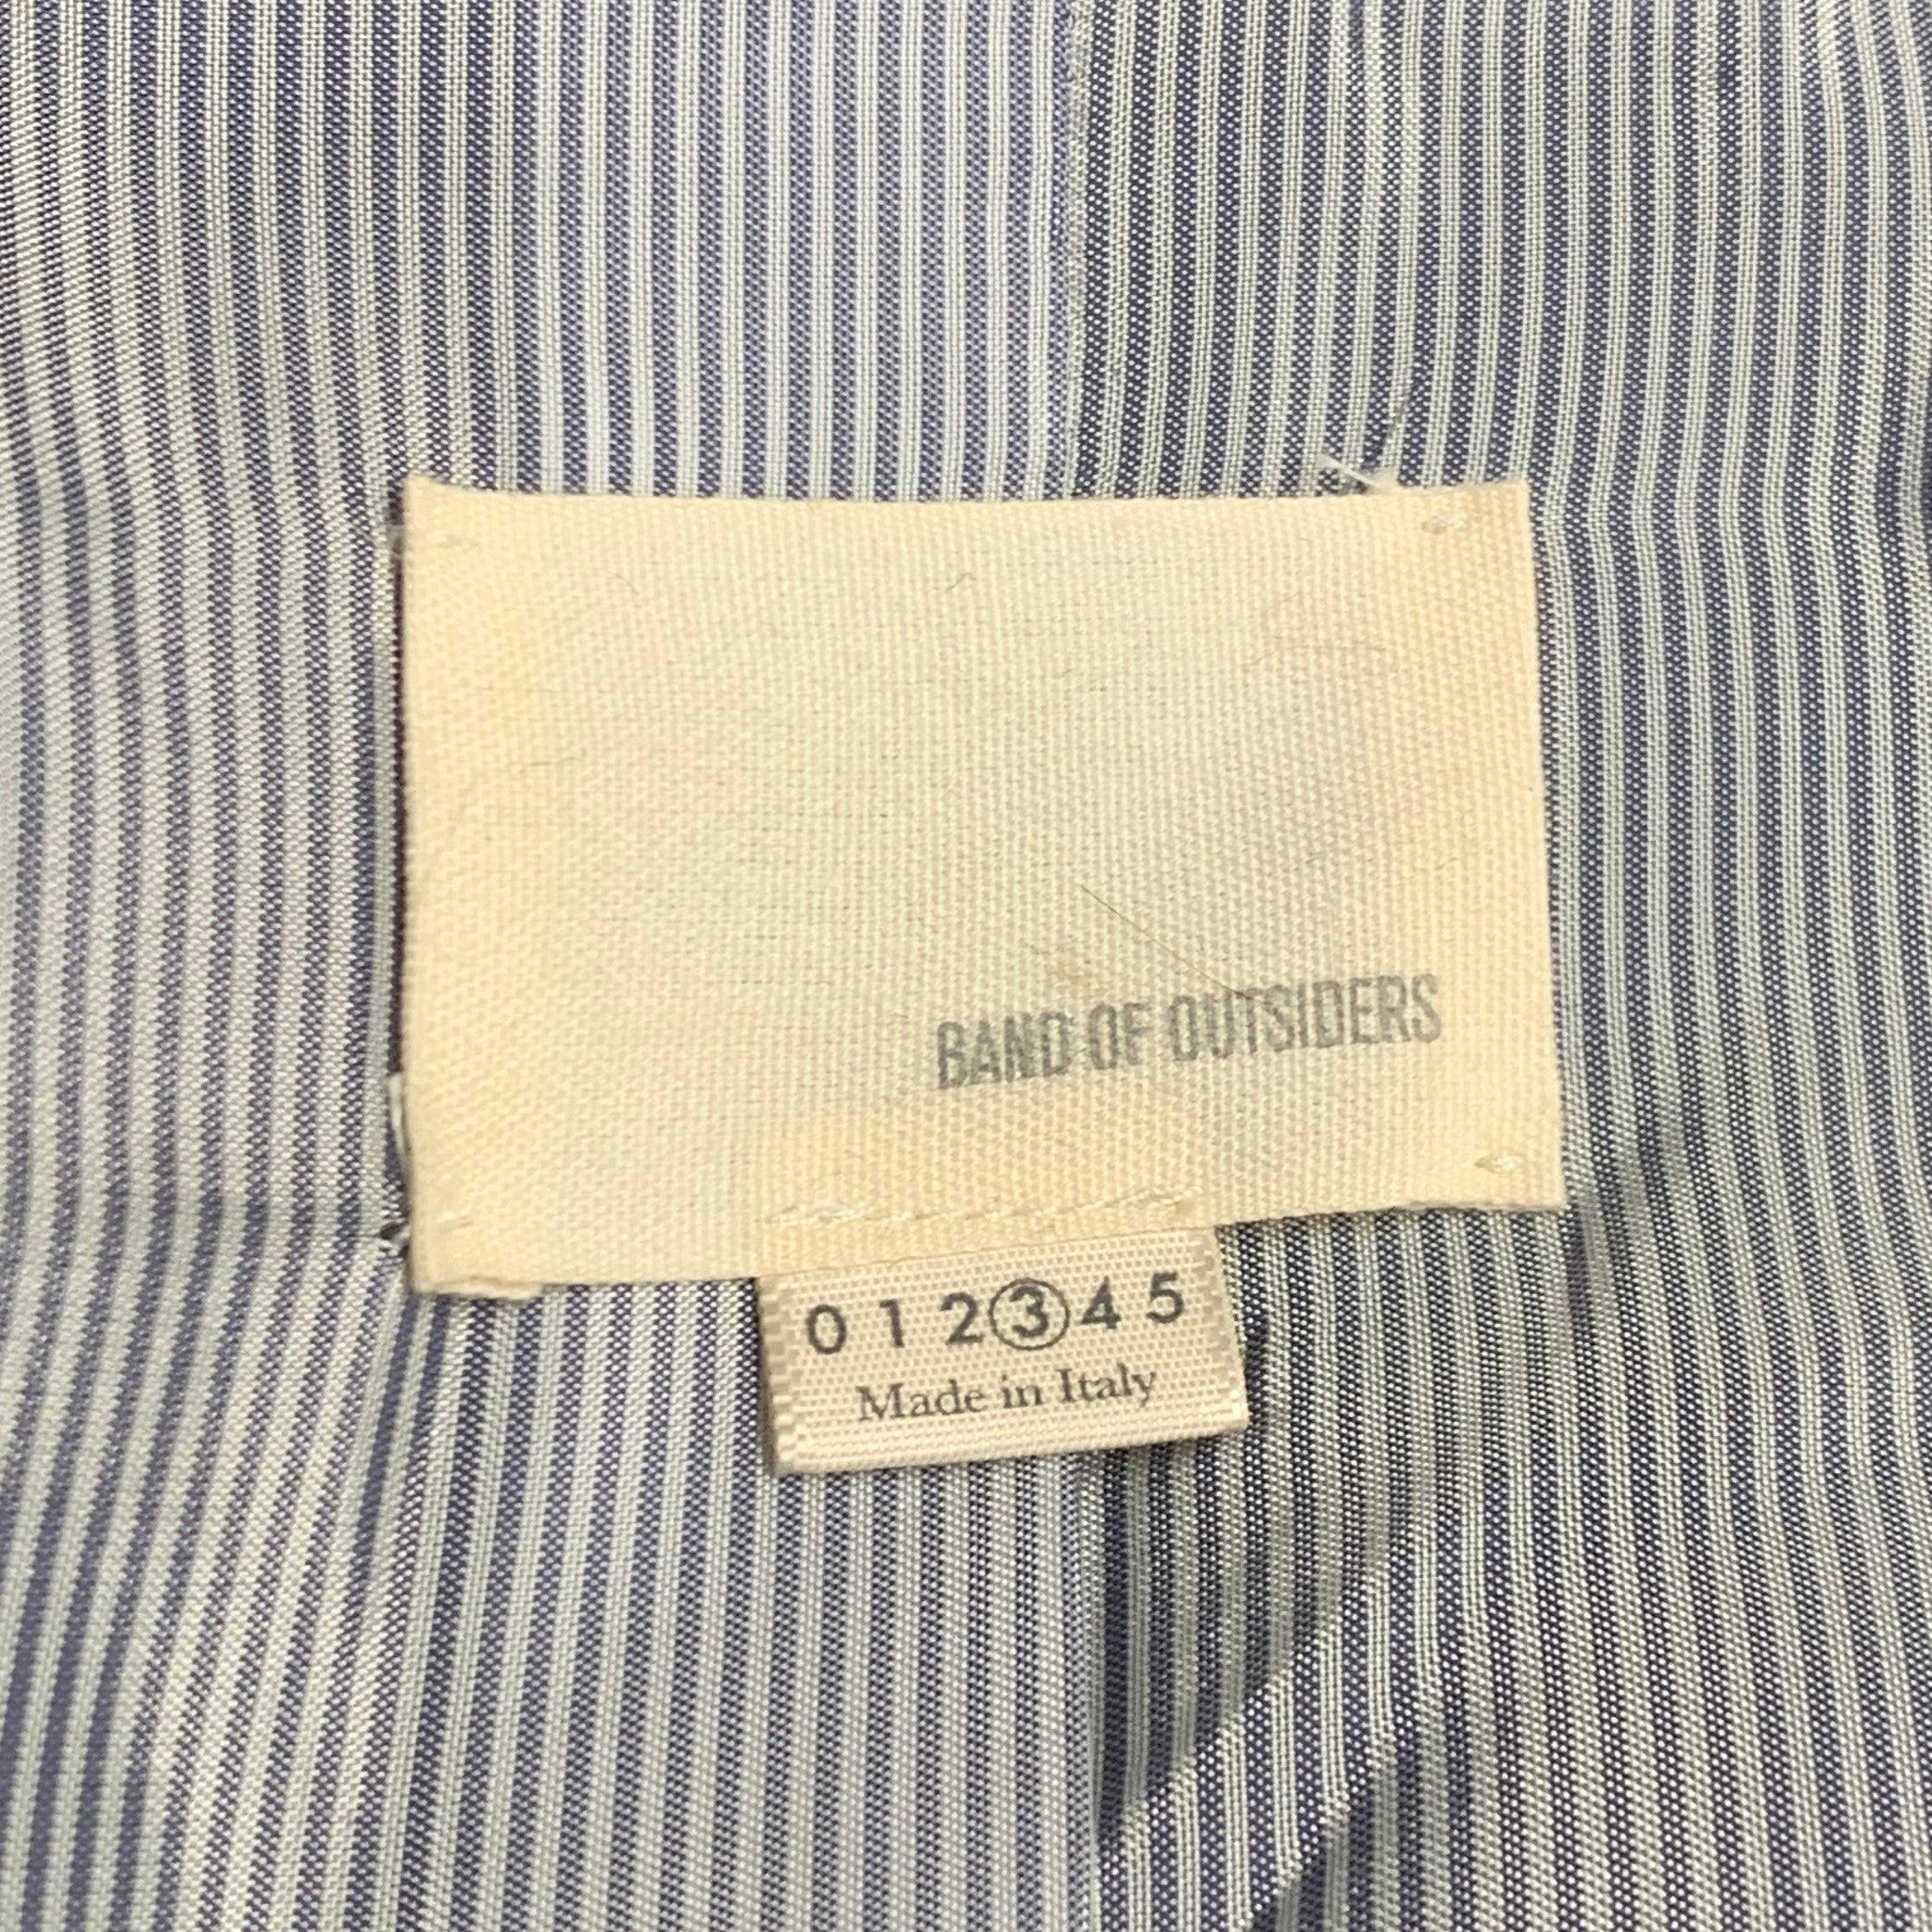 BAND OF OUTSIDERS
0 1 2 3 4 5
Made in Italy